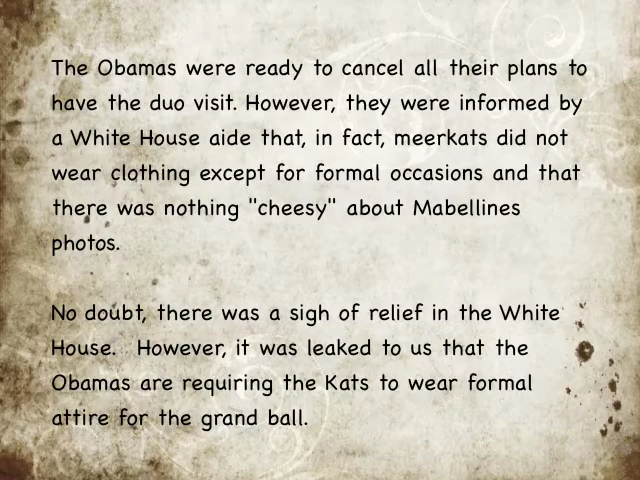 The Obamas were ready to cancel all their plans to
have the duo visit. However, they were informed by
a White House aide that, in fact, meerkats did not
wear clothing except for formal occasions and that
there was nothing "cheesy" about Mabellines
photos.
No doubt, there was a sigh of relief in the White
House.  However, it was leaked to us that the
Obamas are requiring the Kats to wear formal
attire for the grand ball.